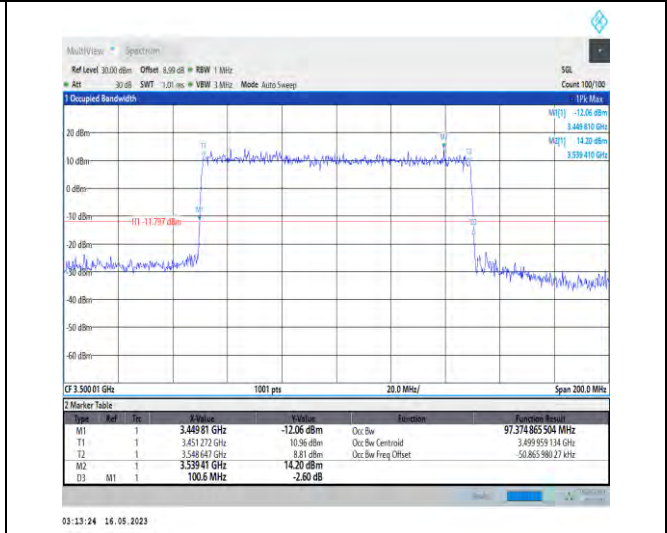 MultiView Spectrum
Ref Level 30.00 dBm Offset 8.99 dB RBW 1 MHz SGL
Att 30 dB SWT 1.01 ms VBW 3 MHz Mode Auto Sweep Count 100/100
1 Occupied Bandwidth 1Pk Max
M1[1] -12.06 dBm
3.449 810 GHz
20 dBm
M2[1] 14.20 dBm
3.539 410 GHz
M2
T1
T2
10 dBm
0 dBm
M1
-10 dBm
H1 -11.797 dBm
D3
-20 dBm
-30 dBm
-40 dBm
-50 dBm
-60 dBm
CF 3.500 01 GHz 1001 pts 20.0 MHz/ Span 200.0 MHz
2 Marker Table
Type Ref Trc X-Value Y-Value Function Function Result
M1 1 3.449 81 GHz -12.06 dBm Occ Bw 97.374 865 504 MHz
T1 1 3.451 272 GHz 10.96 dBm Occ Bw Centroid 3.499 959 134 GHz
T2 1 3.548 647 GHz 8.81 dBm Occ Bw Freq Offset -50.865 980 27 kHz
M2 1 3.539 41 GHz 14.20 dBm
D3 M1 1 100.6 MHz -2.60 dB
Ready
03:13:24 16.05.2023